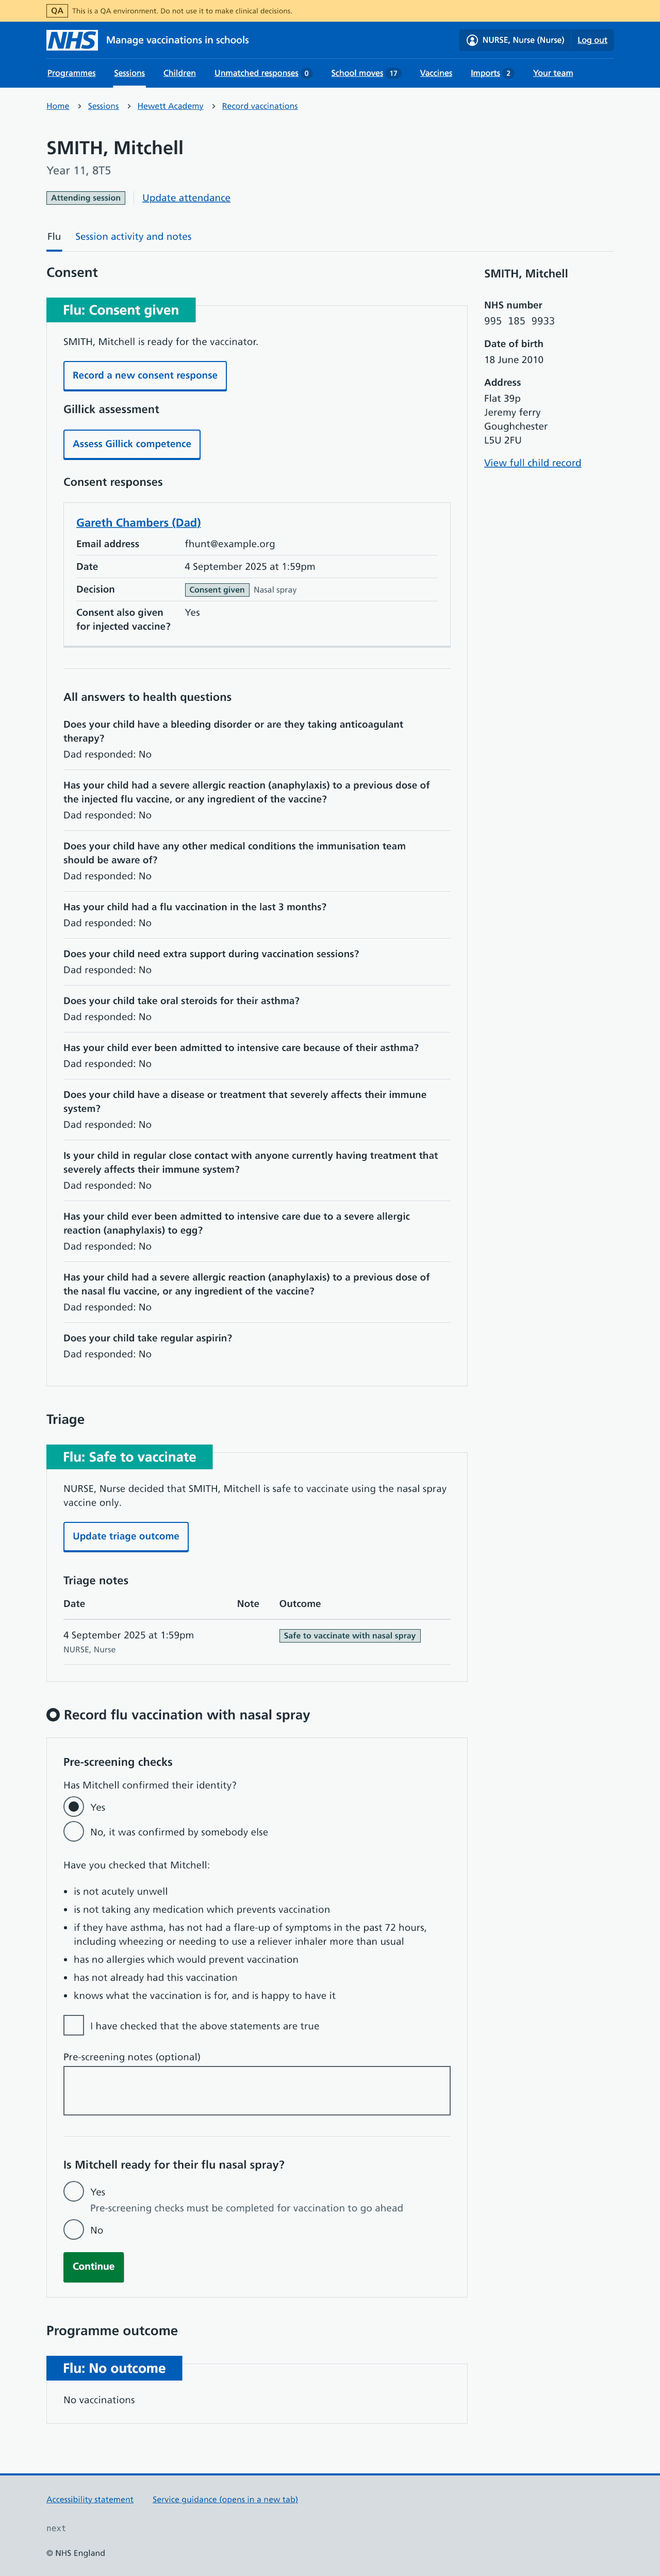 QA This is a QA environment. Do not use it to make clinical decisions.
NHS Manage vaccinations in schools
NURSE, Nurse (Nurse) Log out
Programmes Sessions Children Unmatched responses 0 School moves 17 Vaccines Imports 2 Your team
Home > Sessions > Hewett Academy > Record vaccinations
SMITH, Mitchell
Year 11, 8T5
Attending session Update attendance
Flu Session activity and notes
Consent
Flu: Consent given
SMITH, Mitchell is ready for the vaccinator.
Record a new consent response
Gillick assessment
Assess Gillick competence
Consent responses
Gareth Chambers (Dad)
Email address fhunt@example.org
Date 4 September 2025 at 1:59pm
Decision Consent given Nasal spray
Consent also given Yes
for injected vaccine?
All answers to health questions
Does your child have a bleeding disorder or are they taking anticoagulant
therapy?
Dad responded: No
Has your child had a severe allergic reaction (anaphylaxis) to a previous dose of
the injected flu vaccine, or any ingredient of the vaccine?
Dad responded: No
Does your child have any other medical conditions the immunisation team
should be aware of?
Dad responded: No
Has your child had a flu vaccination in the last 3 months?
Dad responded: No
Does your child need extra support during vaccination sessions?
Dad responded: No
Does your child take oral steroids for their asthma?
Dad responded: No
Has your child ever been admitted to intensive care because of their asthma?
Dad responded: No
Does your child have a disease or treatment that severely affects their immune
system?
Dad responded: No
Is your child in regular close contact with anyone currently having treatment that
severely affects their immune system?
Dad responded: No
Has your child ever been admitted to intensive care due to a severe allergic
reaction (anaphylaxis) to egg?
Dad responded: No
Has your child had a severe allergic reaction (anaphylaxis) to a previous dose of
the nasal flu vaccine, or any ingredient of the vaccine?
Dad responded: No
Does your child take regular aspirin?
Dad responded: No
Triage
Flu: Safe to vaccinate
NURSE, Nurse decided that SMITH, Mitchell is safe to vaccinate using the nasal spray
vaccine only.
Update triage outcome
Triage notes
Date Note Outcome
4 September 2025 at 1:59pm Safe to vaccinate with nasal spray
NURSE, Nurse
Record flu vaccination with nasal spray
Pre-screening checks
Has Mitchell confirmed their identity?
Yes
No, it was confirmed by somebody else
Have you checked that Mitchell:
• is not acutely unwell
• is not taking any medication which prevents vaccination
• if they have asthma, has not had a flare-up of symptoms in the past 72 hours,
including wheezing or needing to use a reliever inhaler more than usual
• has no allergies which would prevent vaccination
• has not already had this vaccination
• knows what the vaccination is for, and is happy to have it
I have checked that the above statements are true
Pre-screening notes (optional)
Is Mitchell ready for their flu nasal spray?
Yes
Pre-screening checks must be completed for vaccination to go ahead
No
Continue
Programme outcome
Flu: No outcome
No vaccinations
SMITH, Mitchell
NHS number
995 185 9933
Date of birth
18 June 2010
Address
Flat 39p
Jeremy ferry
Goughchester
L5U 2FU
View full child record
Accessibility statement Service guidance (opens in a new tab)
next
© NHS England